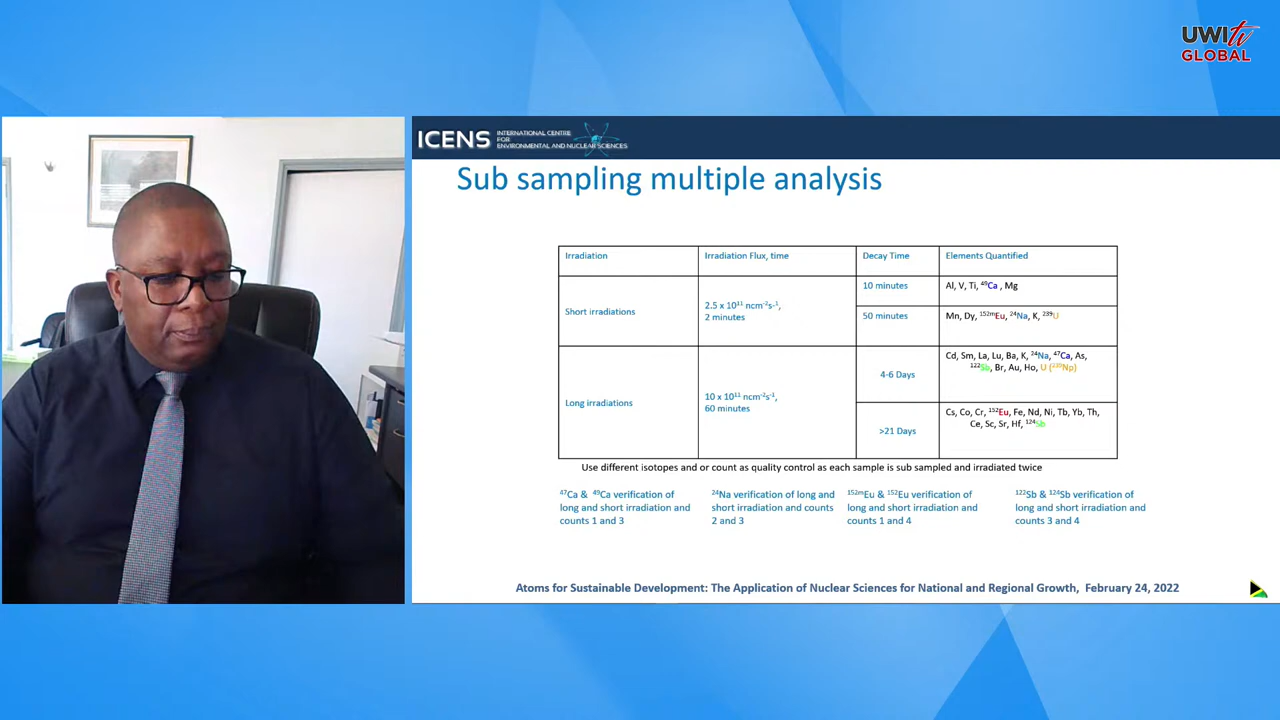 UWItv
GLOBAL
ICENS
INTERNATIONAL CENTRE
FOR
ENVIRONMENTAL AND NUCLEAR SCIENCES
Sub sampling multiple analysis
Irradiation
Irradiation Flux, time
Decay Time
Elements Quantified
Short irradiations
2.5 x 10¹¹ ncm⁻²s⁻¹,
2 minutes
10 minutes
Al, V, Ti, ⁴⁹Ca , Mg
50 minutes
Mn, Dy, ¹⁵²ᵐEu, ²⁴Na, K, ²³⁹U
Long irradiations
10 x 10¹¹ ncm⁻²s⁻¹,
60 minutes
4-6 Days
Cd, Sm, La, Lu, Ba, K, ²⁴Na, ⁴⁷Ca, As,
¹²²Sb, Br, Au, Ho, U (²³⁹Np)
>21 Days
Cs, Co, Cr, ¹⁵²Eu, Fe, Nd, Ni, Tb, Yb, Th,
Ce, Sc, Sr, Hf, ¹²⁴Sb
Use different isotopes and or count as quality control as each sample is sub sampled and irradiated twice
⁴⁷Ca & ⁴⁹Ca verification of
long and short irradiation and
counts 1 and 3
²⁴Na verification of long and
short irradiation and counts
2 and 3
¹⁵²ᵐEu & ¹⁵²Eu verification of
long and short irradiation and
counts 1 and 4
¹²²Sb & ¹²⁴Sb verification of
long and short irradiation and
counts 3 and 4
Atoms for Sustainable Development: The Application of Nuclear Sciences for National and Regional Growth, February 24, 2022